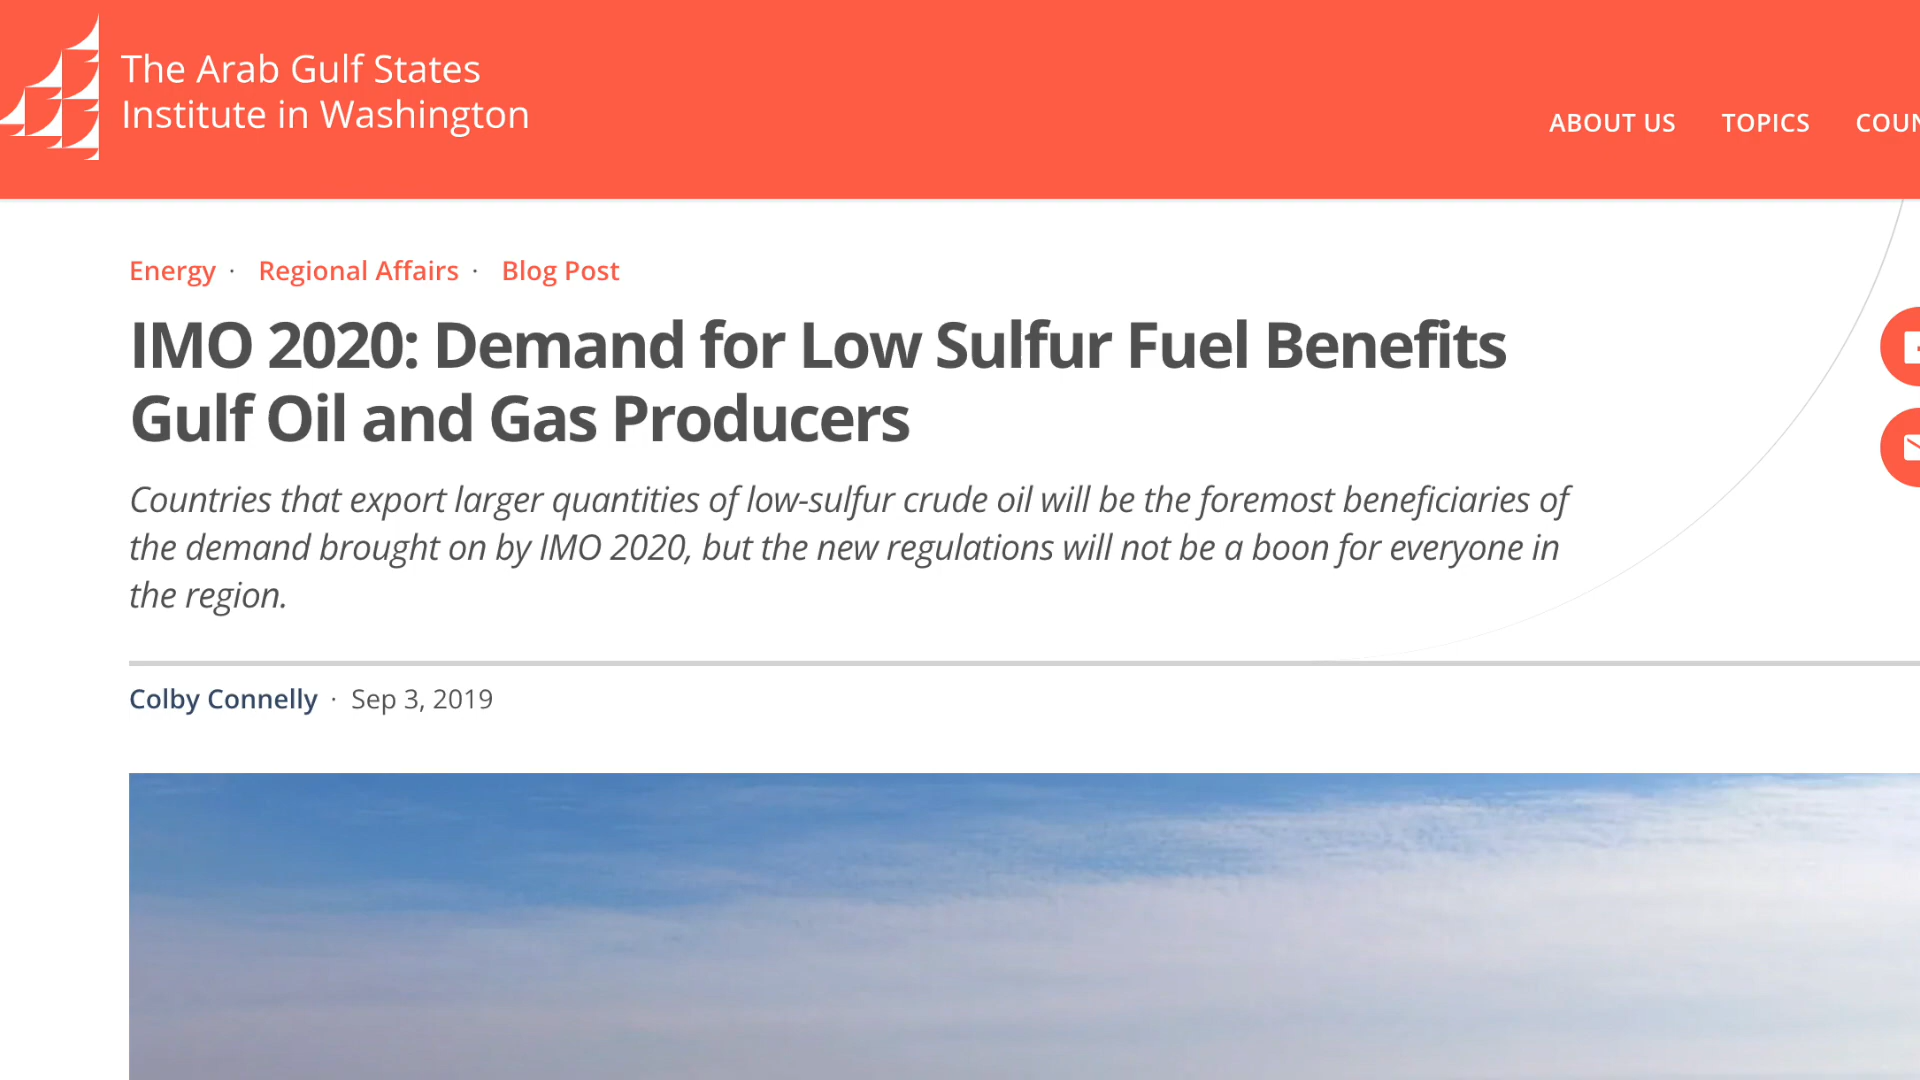 The Arab Gulf States
Institute in Washington
ABOUT US TOPICS
Energy · Regional Affairs · Blog Post
IMO 2020: Demand for Low Sulfur Fuel Benefits
Gulf Oil and Gas Producers
Countries that export larger quantities of low-sulfur crude oil will be the foremost beneficiaries of
the demand brought on by IMO 2020, but the new regulations will not be a boon for everyone in
the region.
Colby Connelly · Sep 3, 2019